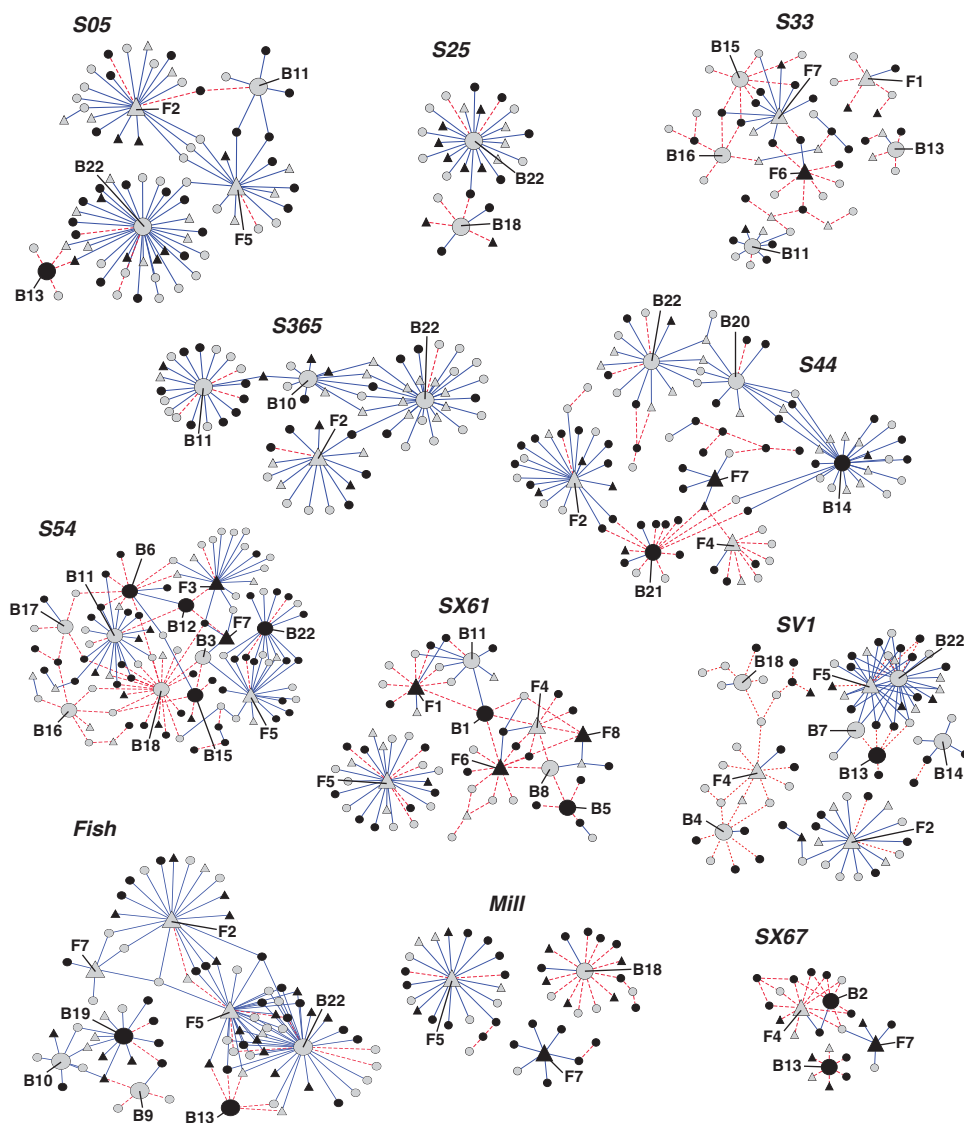 S05
F2
B11
B22
F5
B13
S25
B22
B18
S33
B15
F7
F1
B16
B13
F6
B11
S365
B22
B10
B11
F2
S44
B22
B20
F2
F7
B14
F4
B21
S54
B6
B11
F3
B17
B12
F7
B3
B22
B16
B18
B15
F5
SX61
B11
F1
F4
B1
F8
F6
F5
B8
B5
SV1
B18
B22
F5
B7
B13
B14
F4
B4
F2
Fish
F2
F7
B19
F5
B22
B10
B9
B13
Mill
B18
F5
F7
SX67
B2
F4
F7
B13